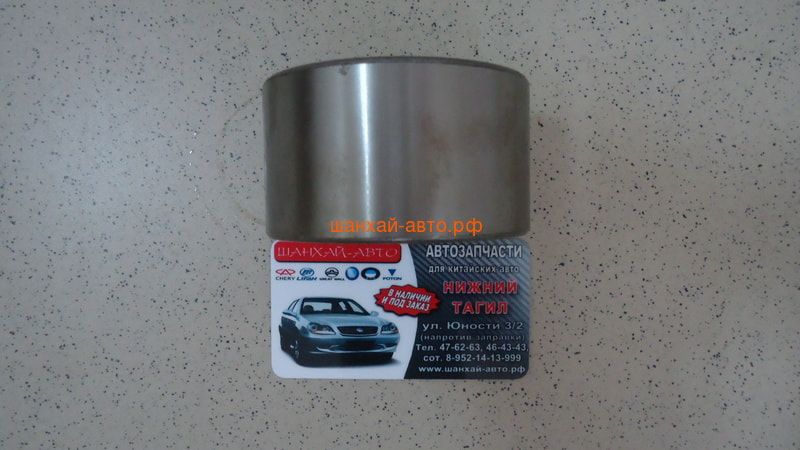 шанхай-авто.рф
ШАНХАЙ-АВТО
CHERY LIFAN GREAT WALL FOTON
В НАЛИЧИИ
И ПОД ЗАКАЗ
АВТОЗАПЧАСТИ
для китайских авто
НИЖНИЙ
ТАГИЛ
ул. Юности 3/2
(напротив заправки)
Тел. 47-62-63, 46-43-43,
сот. 8-952-14-13-999
www.шанхай-авто.рф